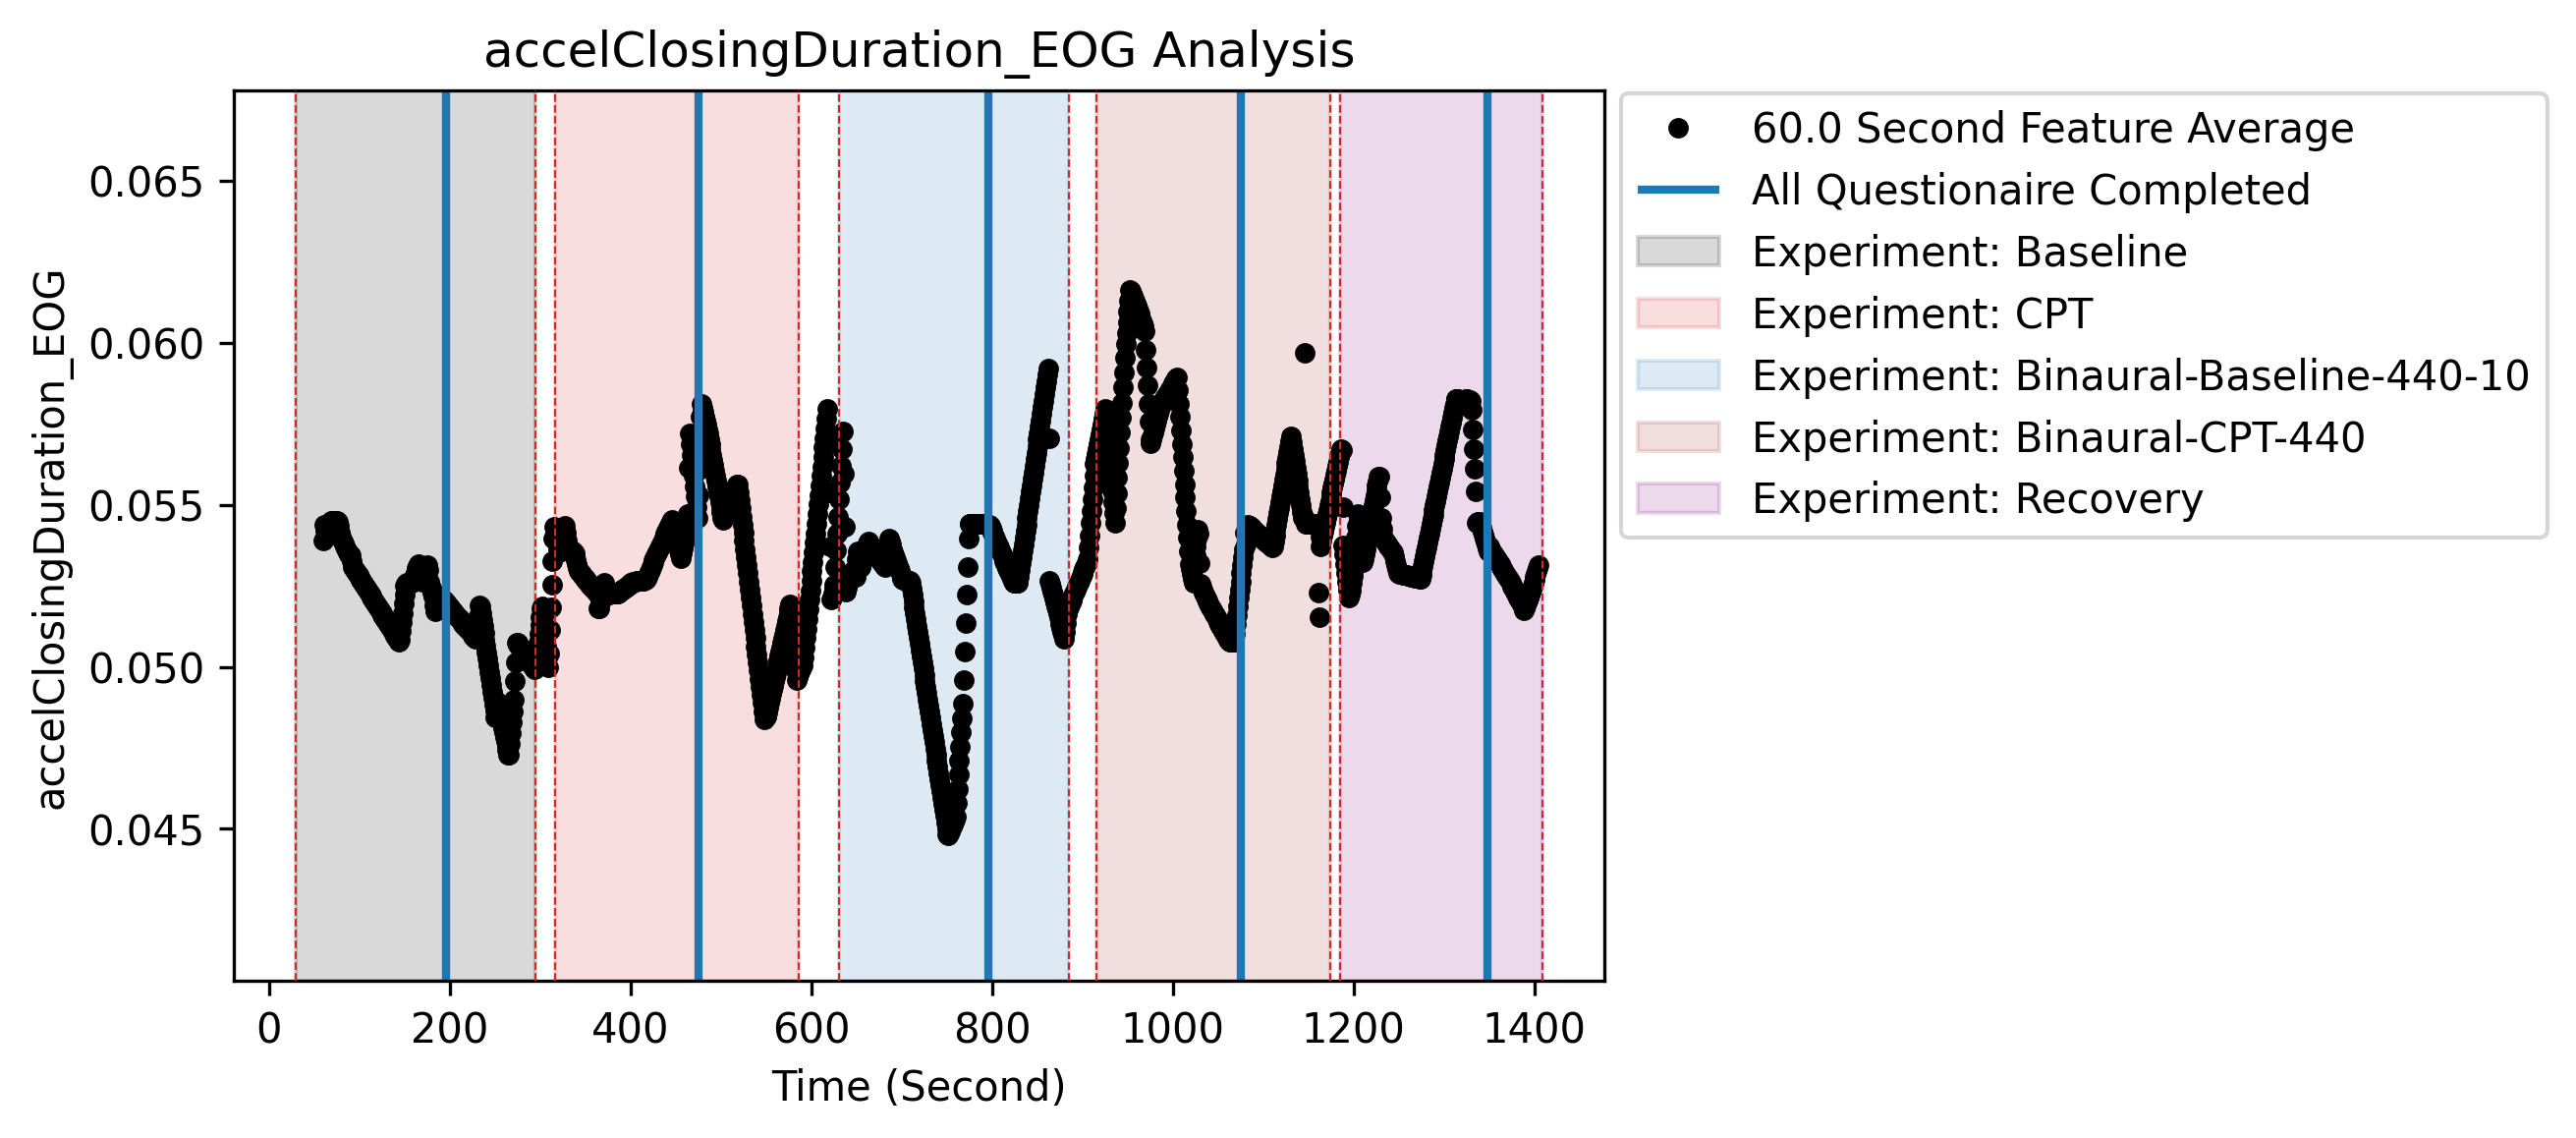 accelClosingDuration_EOG Analysis
accelClosingDuration_EOG
0.065
0.060
0.055
0.050
0.045
0 200 400 600 800 1000 1200 1400
Time (Second)
60.0 Second Feature Average
All Questionaire Completed
Experiment: Baseline
Experiment: CPT
Experiment: Binaural-Baseline-440-10
Experiment: Binaural-CPT-440
Experiment: Recovery